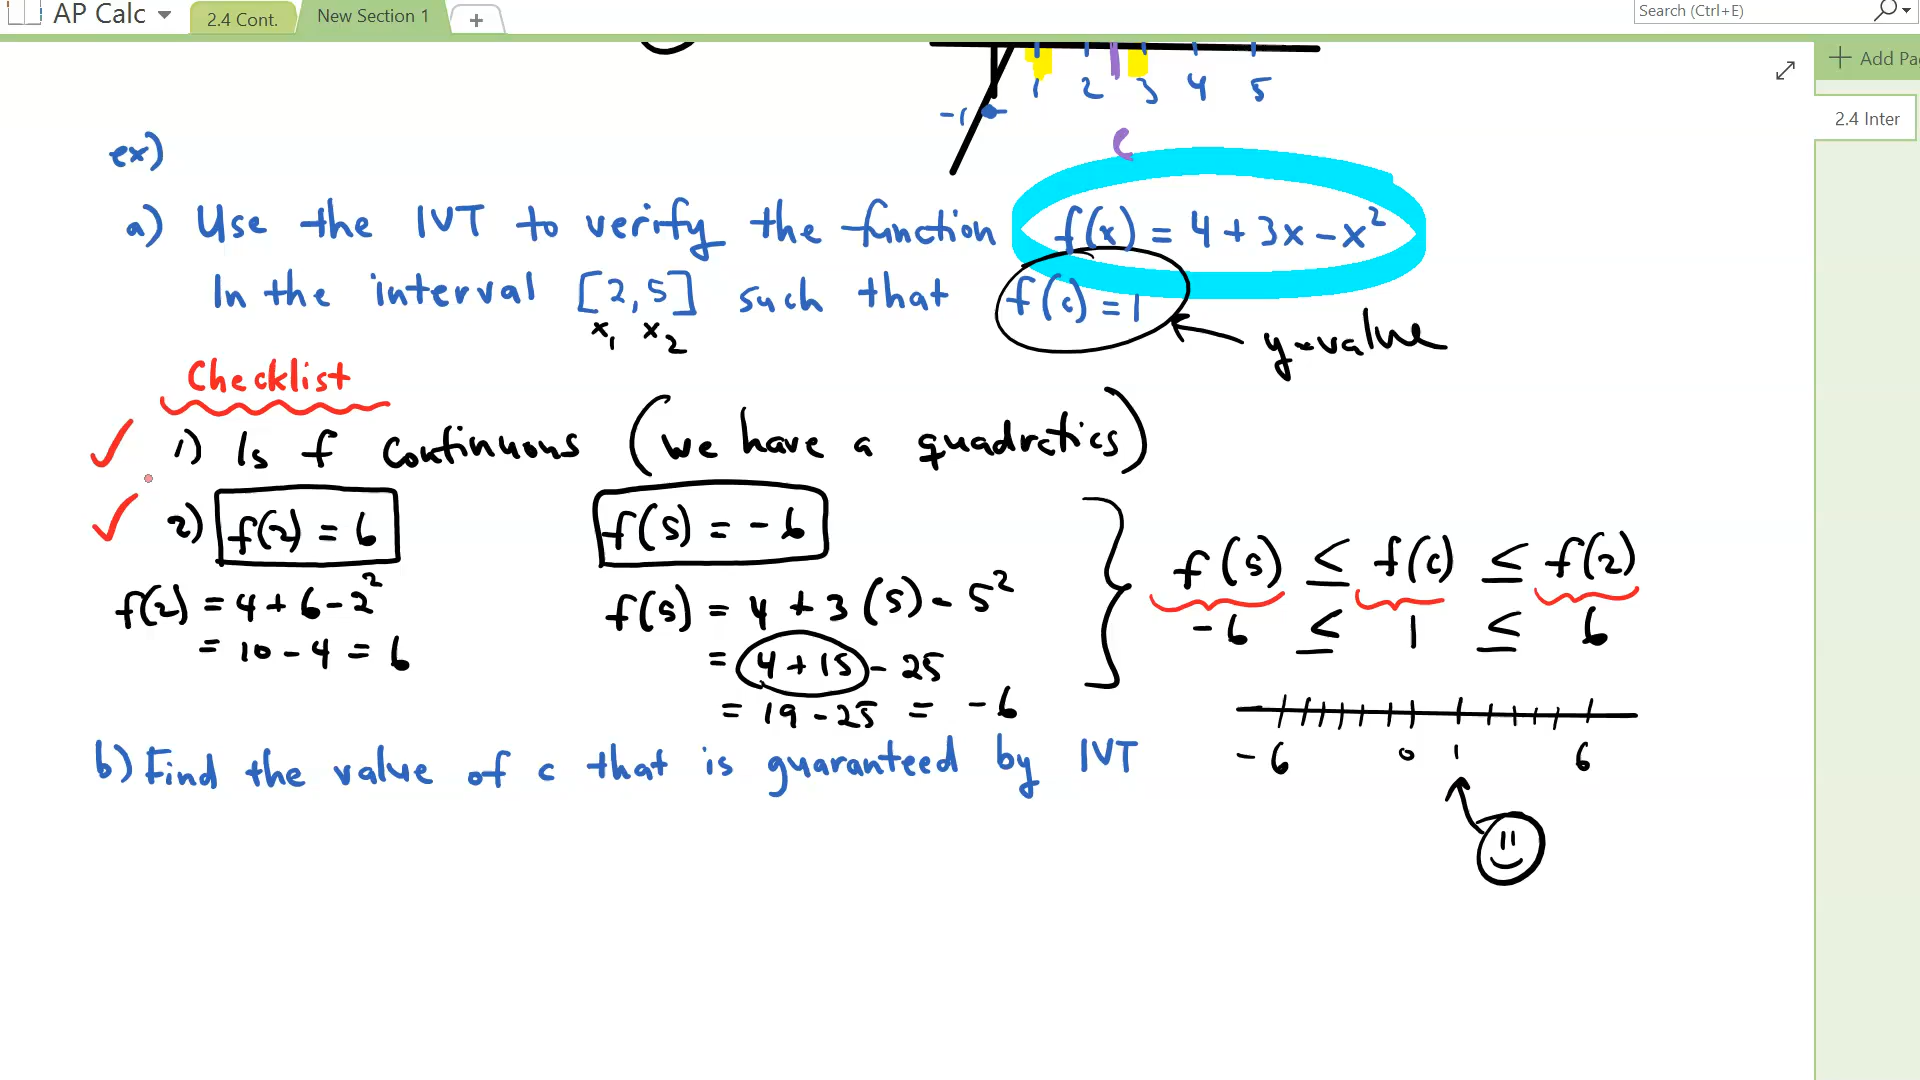 AP Calc
2.4 Cont.
New Section 1
+
Search (Ctrl+E)
+ Add Pa
2.4 Inter
1 2 3 4 5
-1
c
ex)
a) Use the IVT to verify the function f(x) = 4 + 3x - x²
In the interval [2, 5] such that f(c) = 1
x₁ x₂
y-value
Checklist
1) Is f continuous (we have a quadratics)
2) f(2) = 6 f(5) = -6
f(2) = 4 + 6 - 2²
= 10 - 4 = 6
f(5) = 4 + 3(5) - 5²
= 4 + 15 - 25
= 19 - 25 = -6
f(5) ≤ f(c) ≤ f(2)
-6 ≤ 1 ≤ 6
-6 0 1 6
b) Find the value of c that is guaranteed by IVT